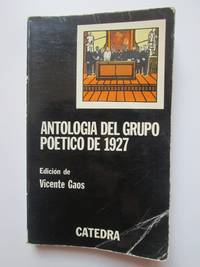 ANTOLOGIA DEL GRUPO
POETICO DE 1927
Edición de
Vicente Gaos
CATEDRA